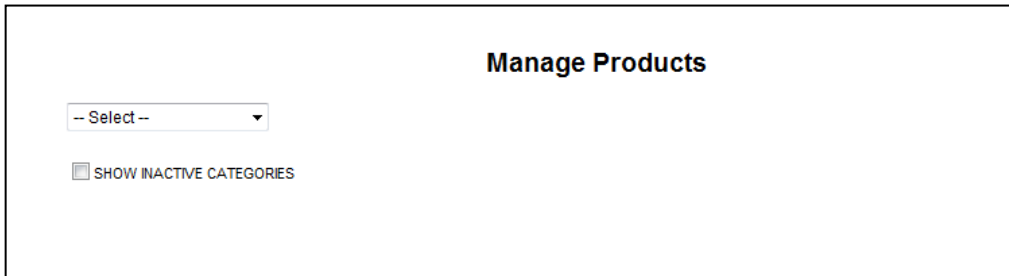 Manage Products
-- Select --
SHOW INACTIVE CATEGORIES